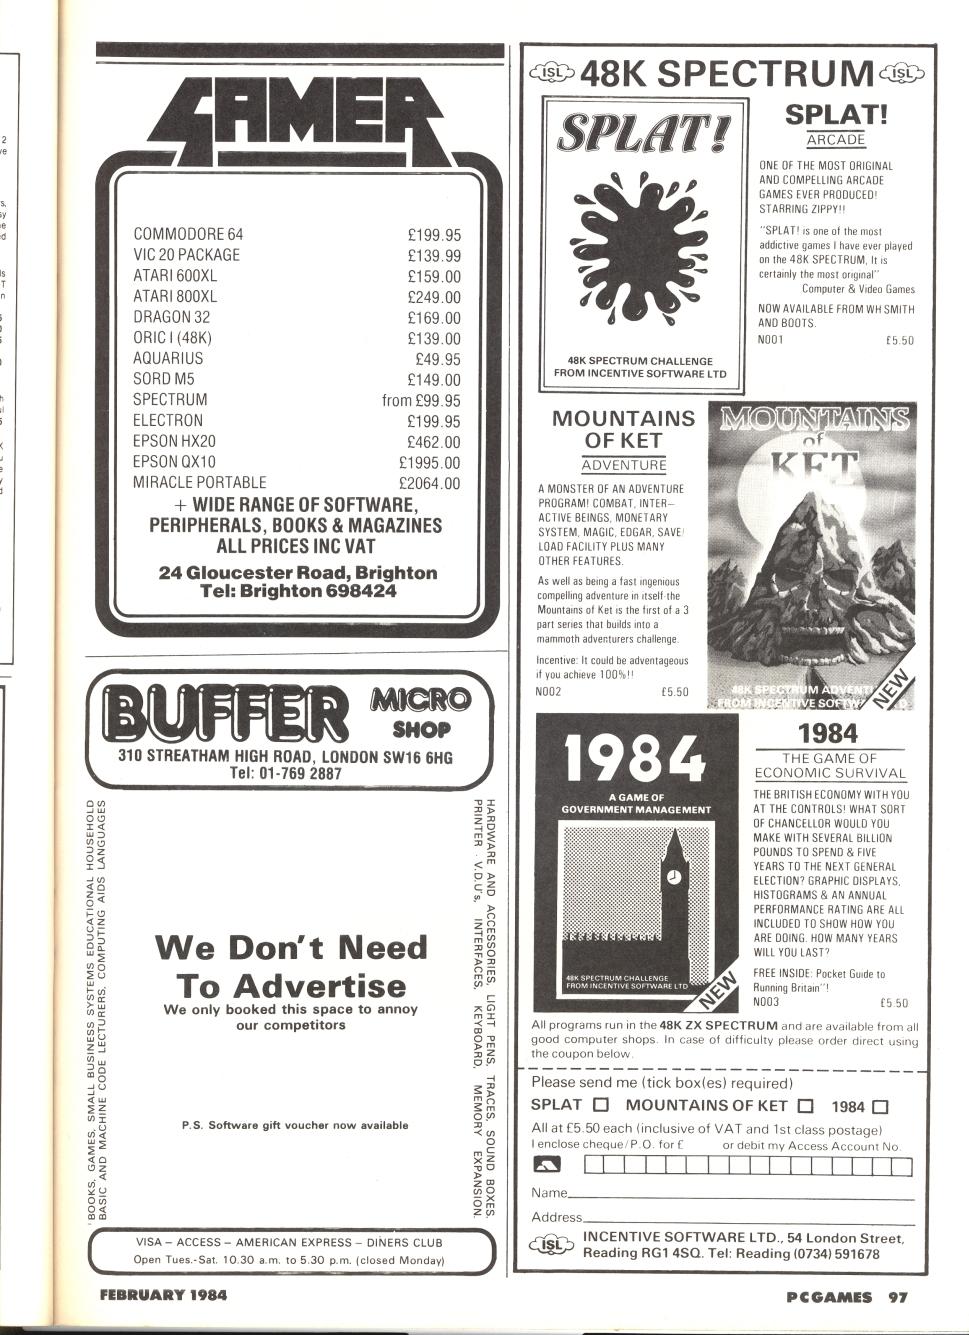 GAMER
COMMODORE 64 £199.95
VIC 20 PACKAGE £139.99
ATARI 600XL £159.00
ATARI 800XL £249.00
DRAGON 32 £169.00
ORIC I (48K) £139.00
AQUARIUS £49.95
SORD M5 £149.00
SPECTRUM from £99.95
ELECTRON £199.95
EPSON HX20 £462.00
EPSON QX10 £1995.00
MIRACLE PORTABLE £2064.00
+ WIDE RANGE OF SOFTWARE,
PERIPHERALS, BOOKS & MAGAZINES
ALL PRICES INC VAT
24 Gloucester Road, Brighton
Tel: Brighton 698424
BUFFER MICRO
SHOP
310 STREATHAM HIGH ROAD, LONDON SW16 6HG
Tel: 01-769 2887
'BOOKS, GAMES, SMALL BUSINESS SYSTEMS EDUCATIONAL HOUSEHOLD
BASIC AND MACHINE CODE LECTURERS, COMPUTING AIDS LANGUAGES
We Don't Need
To Advertise
We only booked this space to annoy
our competitors
P.S. Software gift voucher now available
HARDWARE AND ACCESSORIES, LIGHT PENS, TRACES, SOUND BOXES,
PRINTER · V.D.U's, INTERFACES, KEYBOARD, MEMORY EXPANSION.
VISA – ACCESS – AMERICAN EXPRESS – DINERS CLUB
Open Tues.-Sat. 10.30 a.m. to 5.30 p.m. (closed Monday)
ISL 48K SPECTRUM ISL
SPLAT!
48K SPECTRUM CHALLENGE
FROM INCENTIVE SOFTWARE LTD
SPLAT!
ARCADE
ONE OF THE MOST ORIGINAL
AND COMPELLING ARCADE
GAMES EVER PRODUCED!
STARRING ZIPPY!!
"SPLAT! is one of the most
addictive games I have ever played
on the 48K SPECTRUM, It is
certainly the most original"
Computer & Video Games
NOW AVAILABLE FROM WH SMITH
AND BOOTS.
N001 £5.50
MOUNTAINS
OF KET
ADVENTURE
A MONSTER OF AN ADVENTURE
PROGRAM! COMBAT, INTER–
ACTIVE BEINGS, MONETARY
SYSTEM, MAGIC, EDGAR, SAVE/
LOAD FACILITY PLUS MANY
OTHER FEATURES.
As well as being a fast ingenious
compelling adventure in itself the
Mountains of Ket is the first of a 3
part series that builds into a
mammoth adventurers challenge.
Incentive: It could be adventageous
if you achieve 100%!!
N002 £5.50
MOUNTAINS
of
KET
48K SPECTRUM ADVENT
FROM INCENTIVE SOFTW
NEW
1984
A GAME OF
GOVERNMENT MANAGEMENT
48K SPECTRUM CHALLENGE
FROM INCENTIVE SOFTWARE LTD
NEW
1984
THE GAME OF
ECONOMIC SURVIVAL
THE BRITISH ECONOMY WITH YOU
AT THE CONTROLS! WHAT SORT
OF CHANCELLOR WOULD YOU
MAKE WITH SEVERAL BILLION
POUNDS TO SPEND & FIVE
YEARS TO THE NEXT GENERAL
ELECTION? GRAPHIC DISPLAYS,
HISTOGRAMS & AN ANNUAL
PERFORMANCE RATING ARE ALL
INCLUDED TO SHOW HOW YOU
ARE DOING. HOW MANY YEARS
WILL YOU LAST?
FREE INSIDE: Pocket Guide to
Running Britain"!
N003 £5.50
All programs run in the 48K ZX SPECTRUM and are available from all
good computer shops. In case of difficulty please order direct using
the coupon below.
Please send me (tick box(es) required)
SPLAT MOUNTAINS OF KET 1984
All at £5.50 each (inclusive of VAT and 1st class postage)
I enclose cheque/P.O. for £ or debit my Access Account No.
Name
Address
ISL INCENTIVE SOFTWARE LTD., 54 London Street,
Reading RG1 4SQ. Tel: Reading (0734) 591678
FEBRUARY 1984
PCGAMES 97